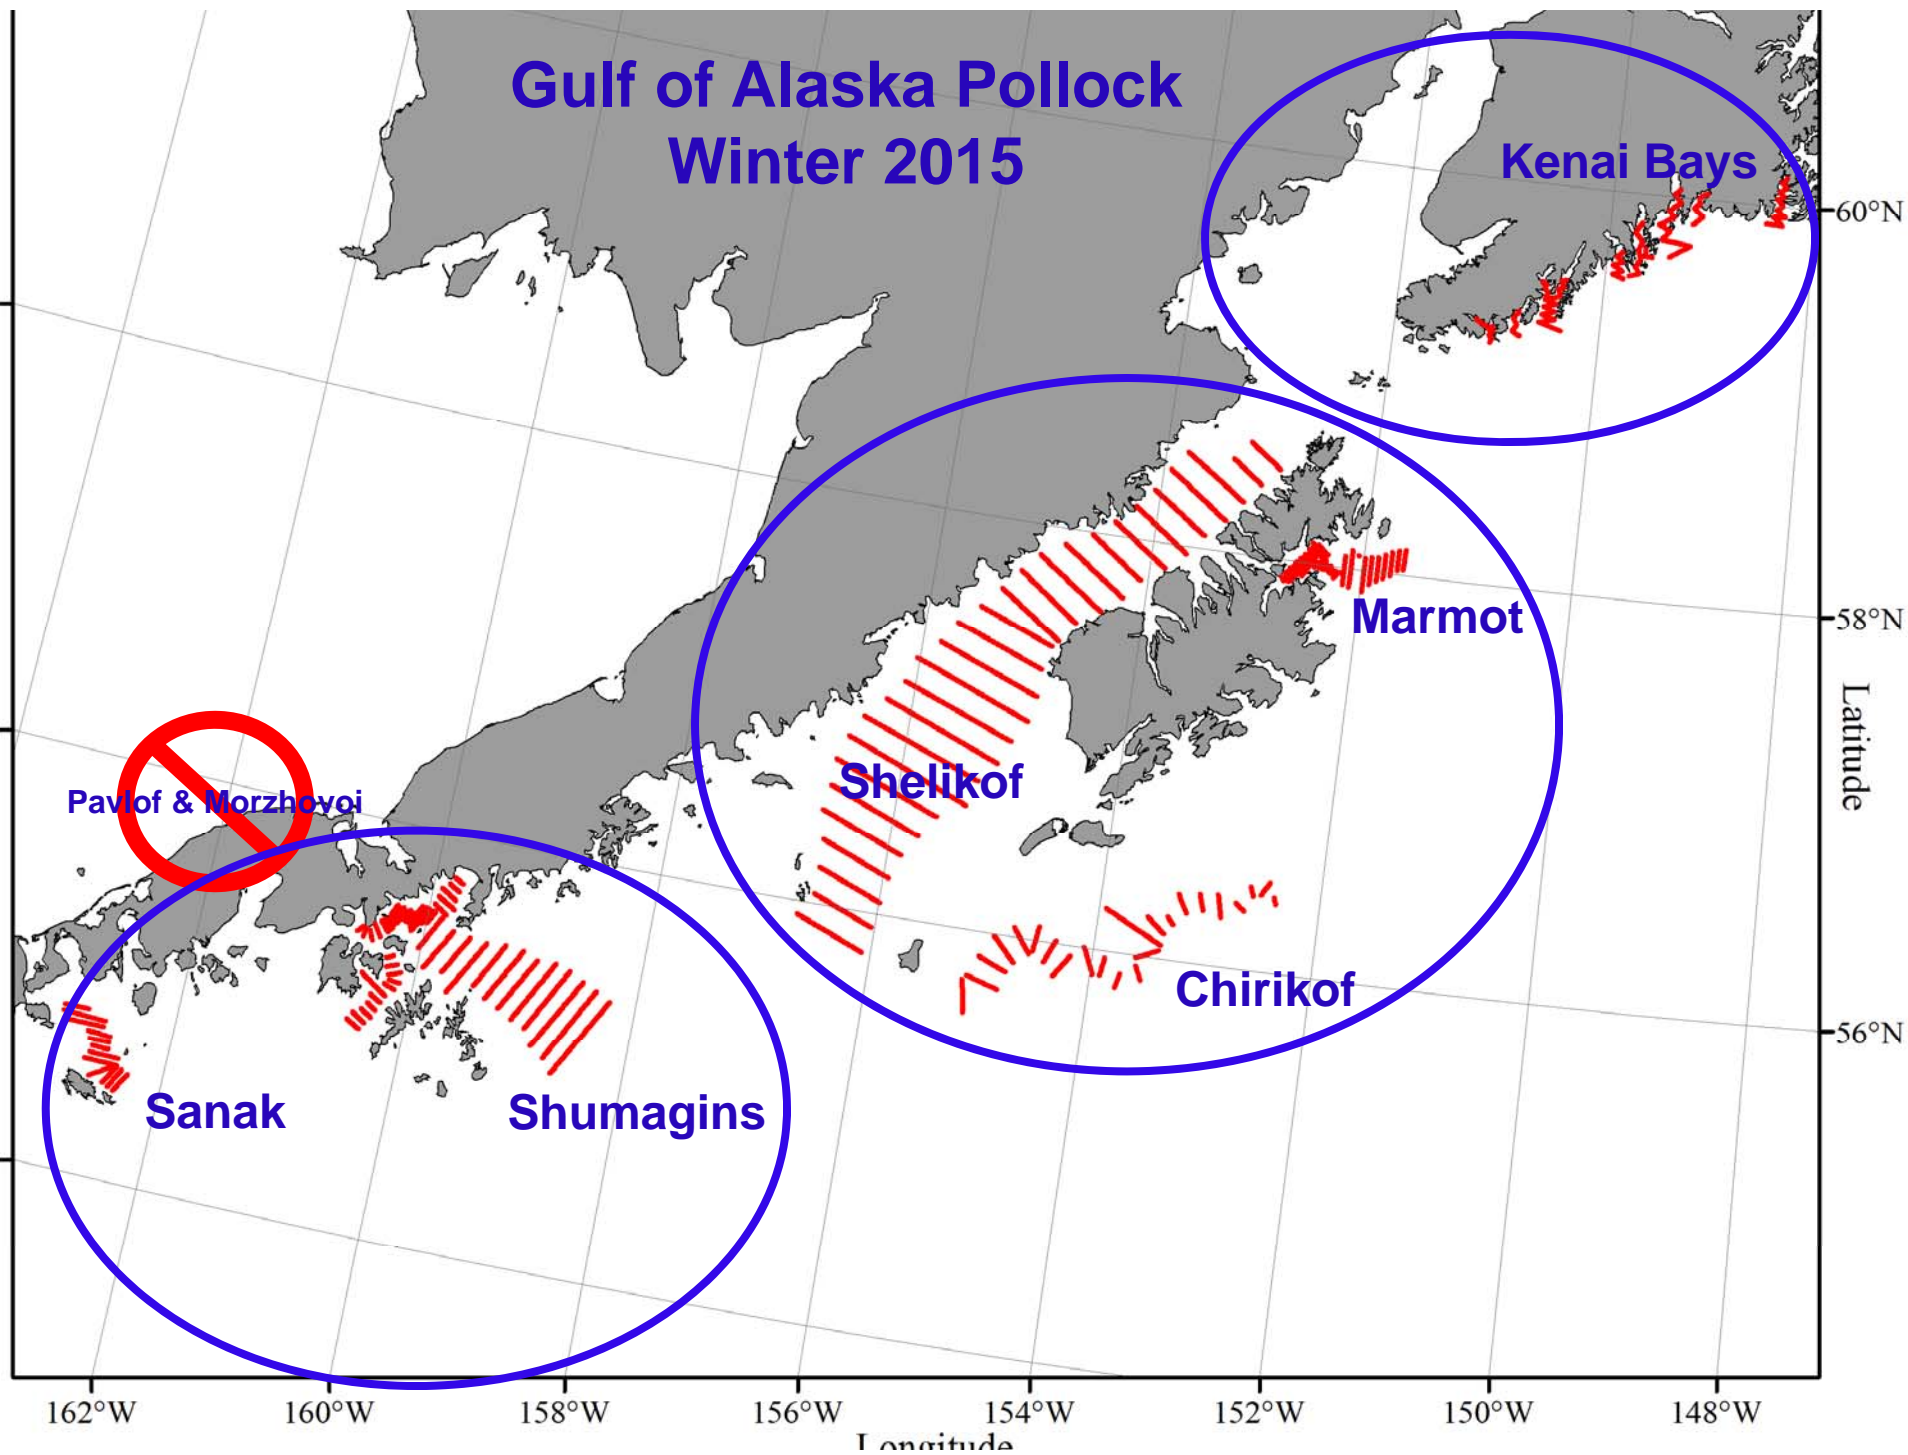 Gulf of Alaska Pollock
Winter 2015
Kenai Bays
60°N
Marmot
58°N
Latitude
Shelikof
Pavlof & Morzhovoi
Chirikof
56°N
Sanak
Shumagins
162°W
160°W
158°W
156°W
154°W
152°W
150°W
148°W
Longitude